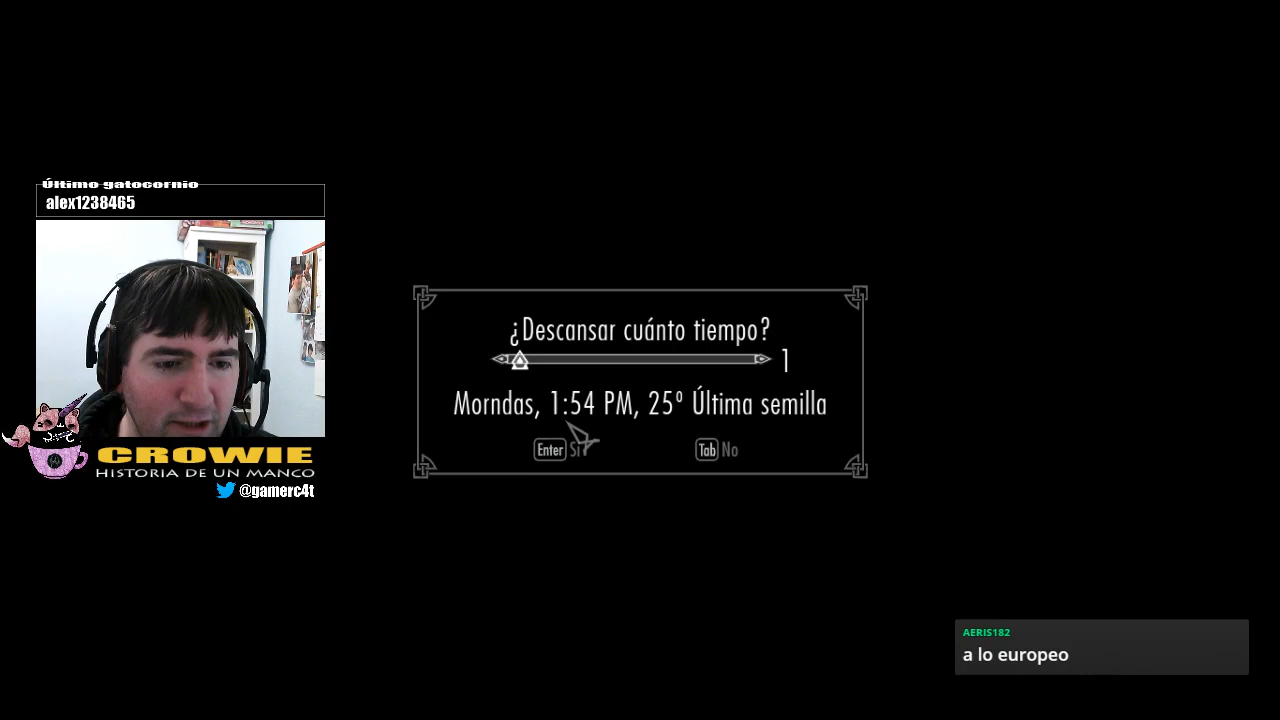 Último gatocornio
alex1238465
CROWIE
HISTORIA DE UN MANCO
@gamerc4t
¿Descansar cuánto tiempo?
1
Morndas, 1:54 PM, 25º Última semilla
Enter Sí
Tab No
AERIS182
a lo europeo